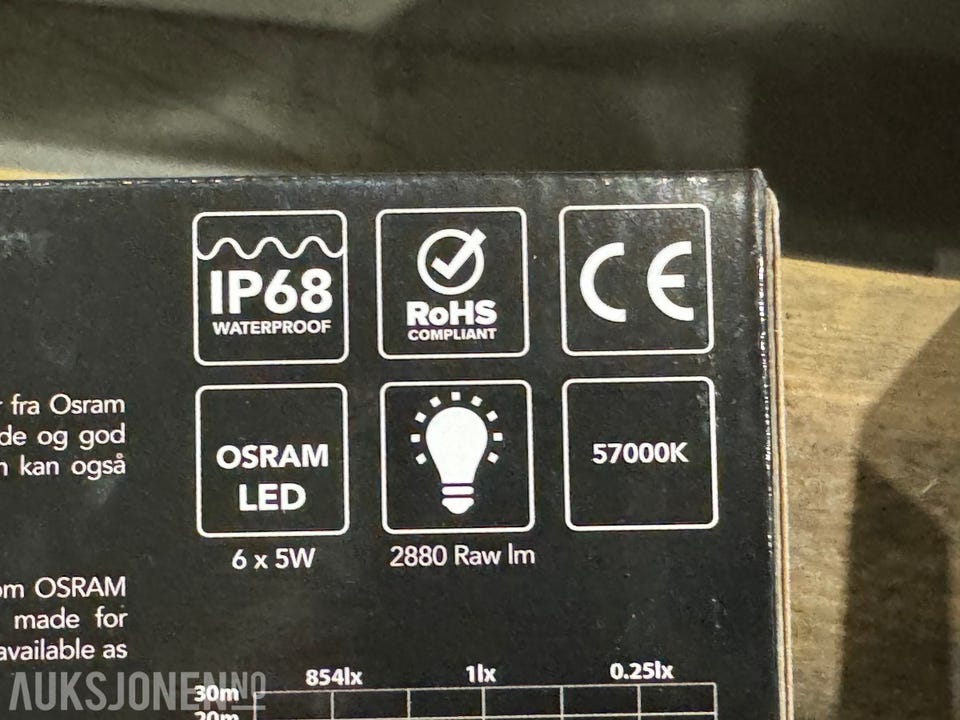 IP68
WATERPROOF
RoHS
COMPLIANT
CE
fra Osram
de og god
kan også
OSRAM
LED
57000K
6 x 5W
2880 Raw lm
om OSRAM
made for
available as
854lx 1lx 0.25lx
30m
20m
AUKSJONEN.NO